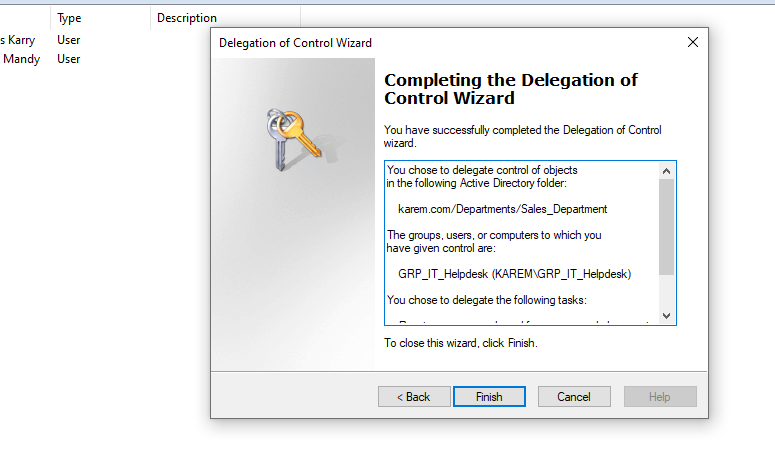 Type Description
s Karry User
Mandy User
Delegation of Control Wizard
Completing the Delegation of
Control Wizard
You have successfully completed the Delegation of Control
wizard.
You chose to delegate control of objects
in the following Active Directory folder:
karem.com/Departments/Sales_Department
The groups, users, or computers to which you
have given control are:
GRP_IT_Helpdesk (KAREM\GRP_IT_Helpdesk)
You chose to delegate the following tasks:
To close this wizard, click Finish.
< Back Finish Cancel Help